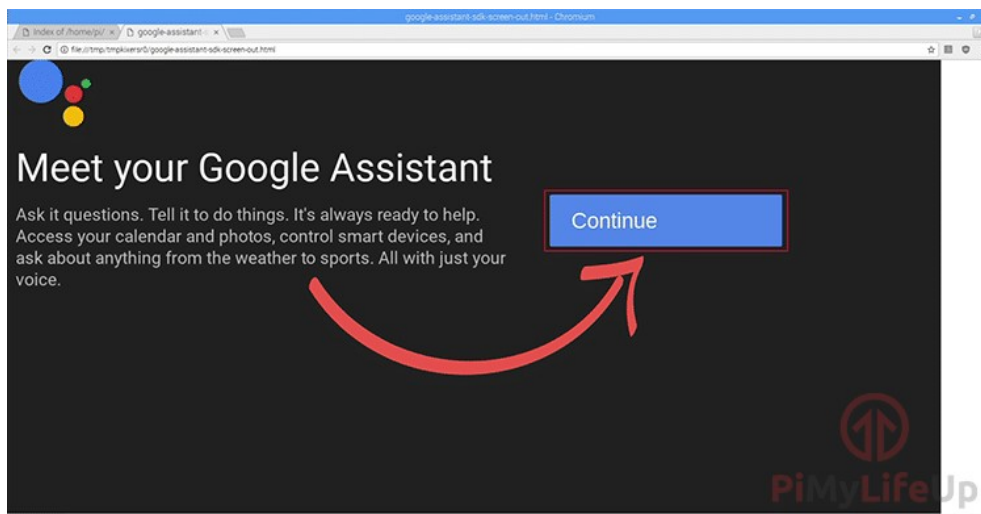 google-assistant-sdk-screen-out.html - Chromium
Index of /home/pi/
google-assistant-
file:///tmp/tmpkixersr0/google-assistant-sdk-screen-out.html
Meet your Google Assistant
Ask it questions. Tell it to do things. It's always ready to help.
Access your calendar and photos, control smart devices, and
ask about anything from the weather to sports. All with just your
voice.
Continue
PiMyLifeUp